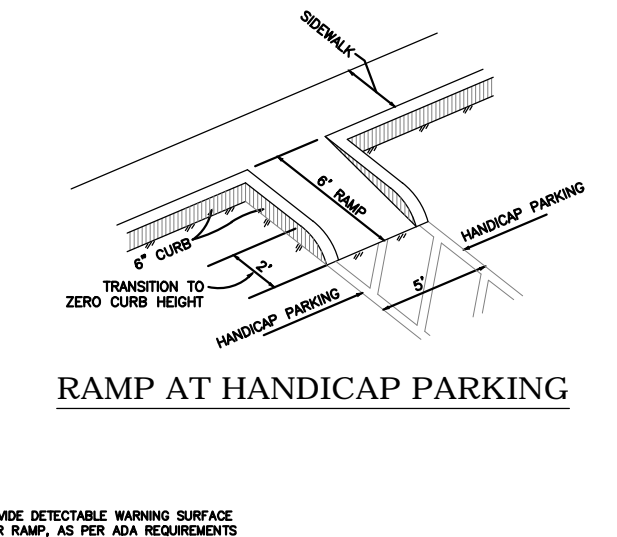 SIDEWALK
6' RAMP
HANDICAP PARKING
6" CURB
2'
5'
TRANSITION TO
ZERO CURB HEIGHT
HANDICAP PARKING
RAMP AT HANDICAP PARKING
DETECTABLE WARNING SURFACE
RAMP, AS PER ADA REQUIREMENTS